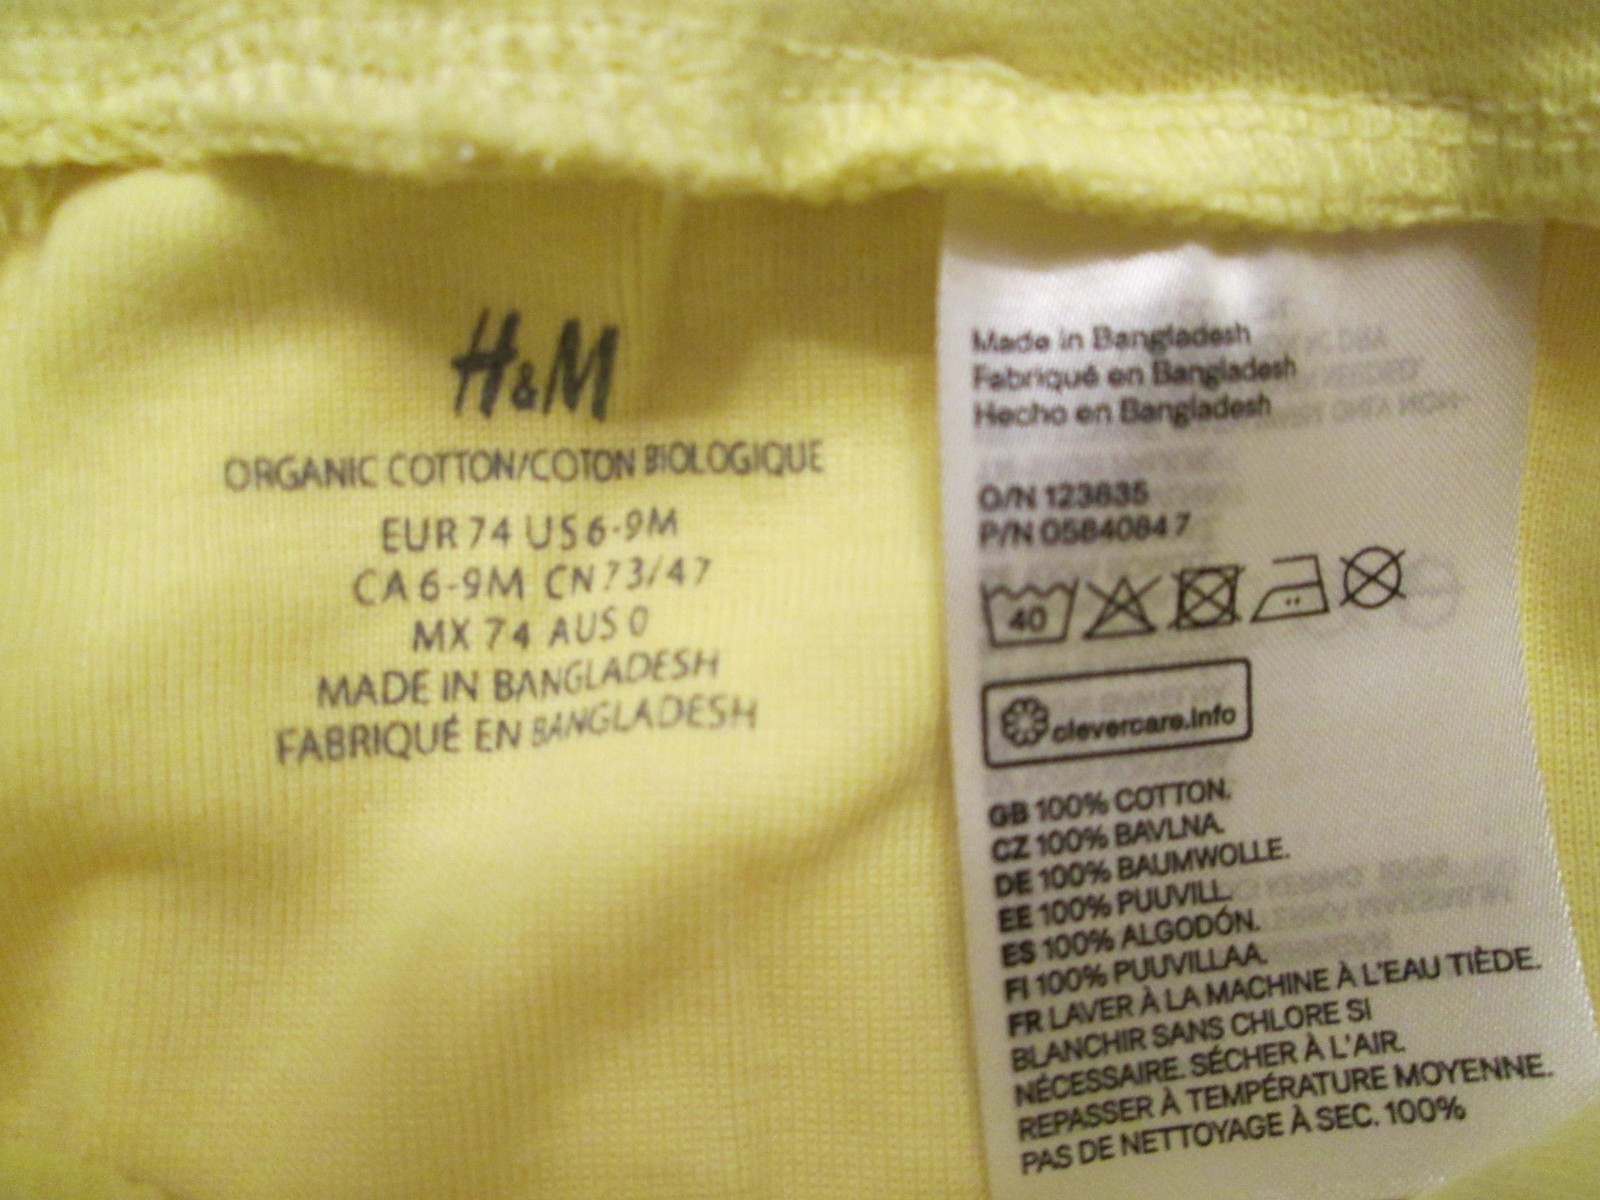 H&M
ORGANIC COTTON/COTON BIOLOGIQUE
EUR 74 US 6-9M
CA 6-9M CN 73/47
MX 74 AUS 0
MADE IN BANGLADESH
FABRIQUÉ EN BANGLADESH
Made in Bangladesh
Fabriqué en Bangladesh
Hecho en Bangladesh
O/N 123835
P/N 0584084 7
40
clevercare.info
GB 100% COTTON.
CZ 100% BAVLNA.
DE 100% BAUMWOLLE.
EE 100% PUUVILL.
ES 100% ALGODÓN.
FI 100% PUUVILLAA.
FR LAVER À LA MACHINE À L'EAU TIÈDE.
BLANCHIR SANS CHLORE SI
NÉCESSAIRE. SÉCHER À L'AIR.
REPASSER À TEMPÉRATURE MOYENNE.
PAS DE NETTOYAGE À SEC. 100%